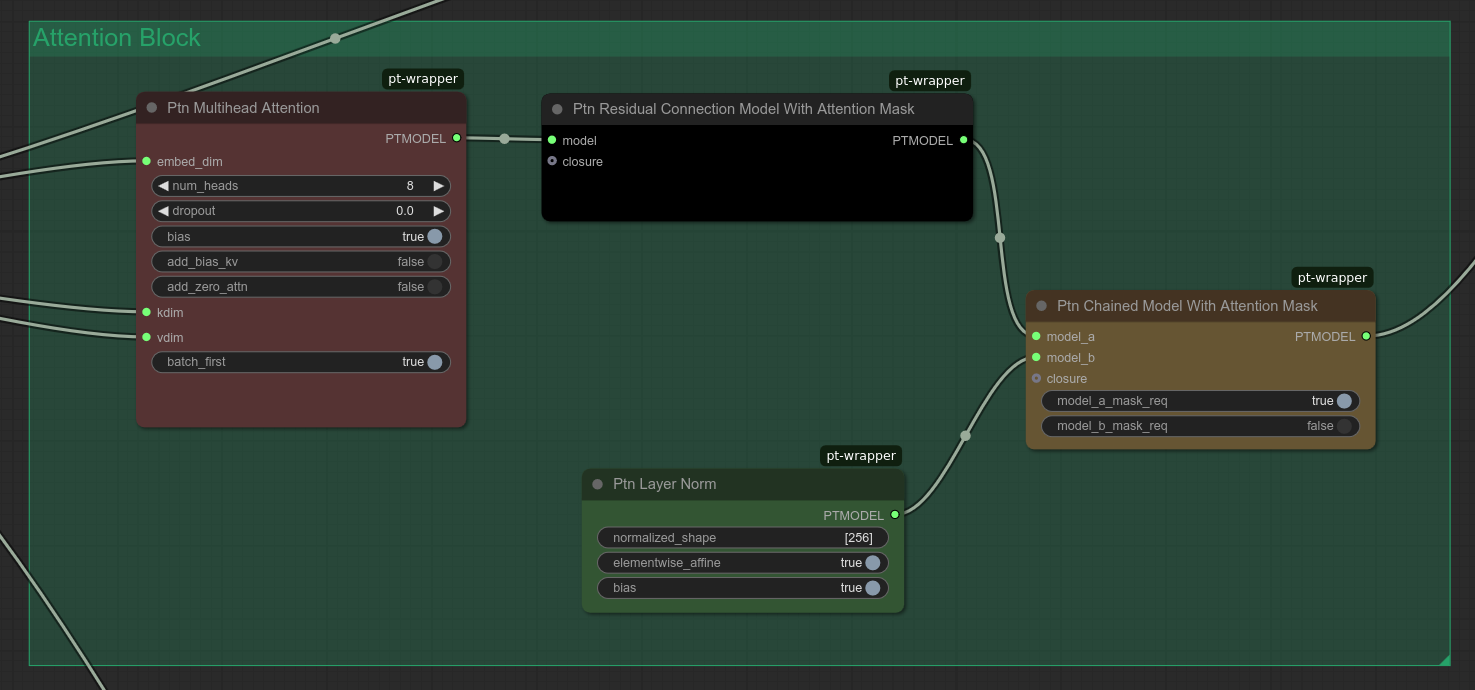 Attention Block
pt-wrapper
Ptn Multihead Attention
PTMODEL
embed_dim
num_heads 8
dropout 0.0
bias true
add_bias_kv false
add_zero_attn false
kdim
vdim
batch_first true
pt-wrapper
Ptn Residual Connection Model With Attention Mask
model PTMODEL
closure
pt-wrapper
Ptn Chained Model With Attention Mask
model_a PTMODEL
model_b
closure
model_a_mask_req true
model_b_mask_req false
pt-wrapper
Ptn Layer Norm
PTMODEL
normalized_shape [256]
elementwise_affine true
bias true